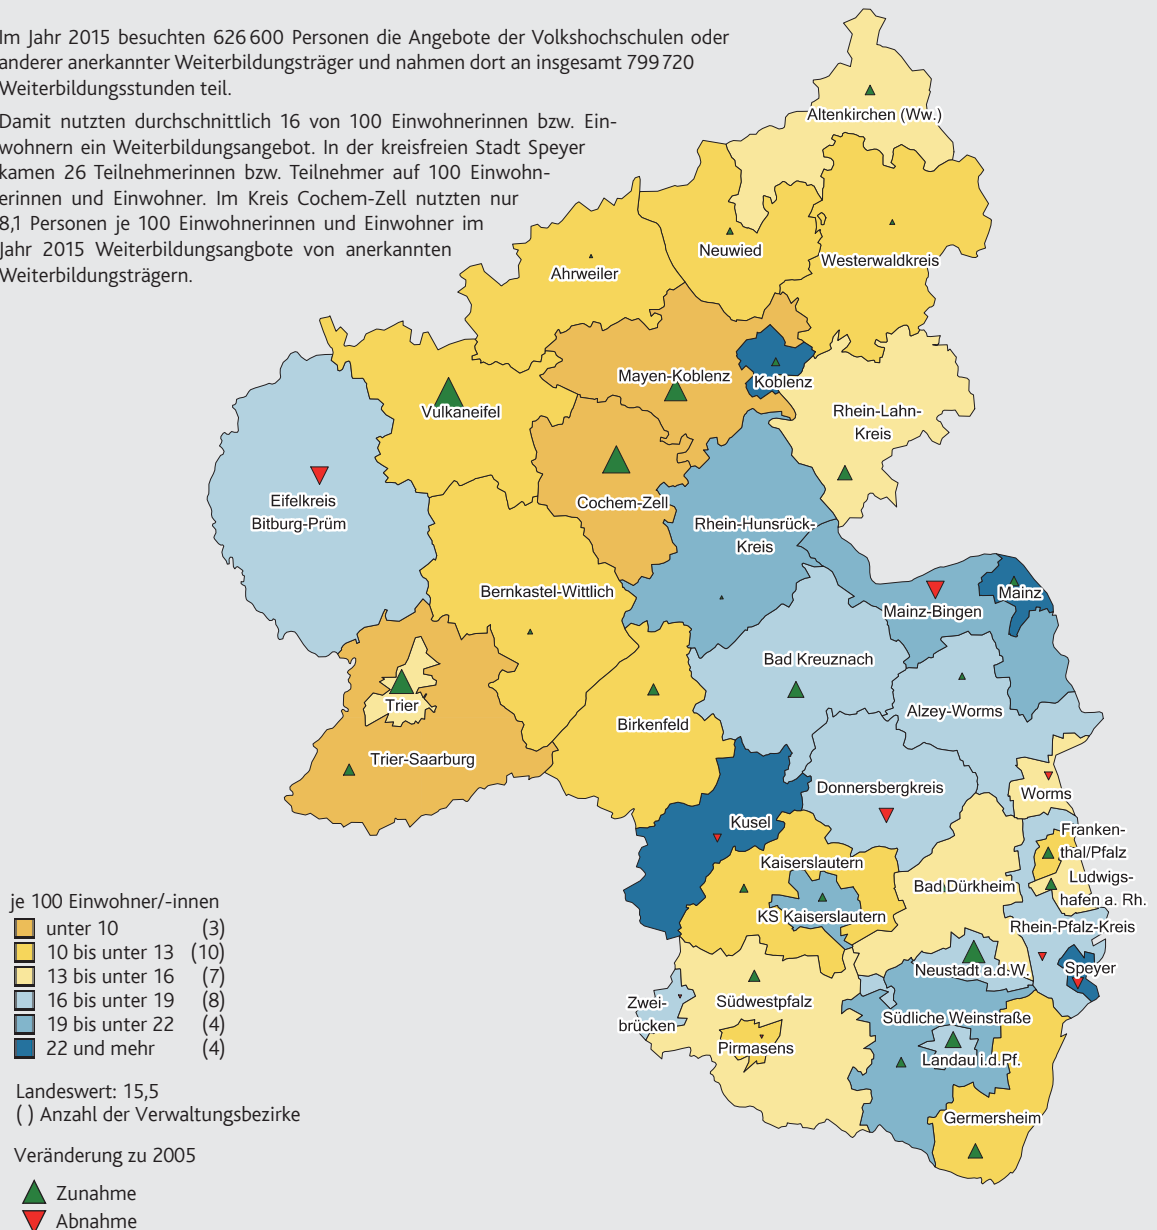 Im Jahr 2015 besuchten 626 600 Personen die Angebote der Volkshochschulen oder
anderer anerkannter Weiterbildungsträger und nahmen dort an insgesamt 799 720
Weiterbildungsstunden teil.
Damit nutzten durchschnittlich 16 von 100 Einwohnerinnen bzw. Ein-
wohnern ein Weiterbildungsangebot. In der kreisfreien Stadt Speyer
kamen 26 Teilnehmerinnen bzw. Teilnehmer auf 100 Einwohn-
erinnen und Einwohner. Im Kreis Cochem-Zell nutzten nur
8,1 Personen je 100 Einwohnerinnen und Einwohner im
Jahr 2015 Weiterbildungsangbote von anerkannten
Weiterbildungsträgern.
Altenkirchen (Ww.)
Neuwied
Westerwaldkreis
Ahrweiler
Mayen-Koblenz
Koblenz
Vulkaneifel
Rhein-Lahn-
Kreis
Eifelkreis
Bitburg-Prüm
Cochem-Zell
Rhein-Hunsrück-
Kreis
Bernkastel-Wittlich
Mainz-Bingen
Mainz
Bad Kreuznach
Alzey-Worms
Trier
Birkenfeld
Trier-Saarburg
Donnersbergkreis
Worms
Kusel
Franken-
thal/Pfalz
Kaiserslautern
Ludwigs-
hafen a. Rh.
Bad Dürkheim
KS Kaiserslautern
Rhein-Pfalz-Kreis
Neustadt a.d.W.
Speyer
Zwei-
brücken
Südwestpfalz
Südliche Weinstraße
Pirmasens
Landau i.d.Pf.
Germersheim
je 100 Einwohner/-innen
unter 10 (3)
10 bis unter 13 (10)
13 bis unter 16 (7)
16 bis unter 19 (8)
19 bis unter 22 (4)
22 und mehr (4)
Landeswert: 15,5
( ) Anzahl der Verwaltungsbezirke
Veränderung zu 2005
Zunahme
Abnahme